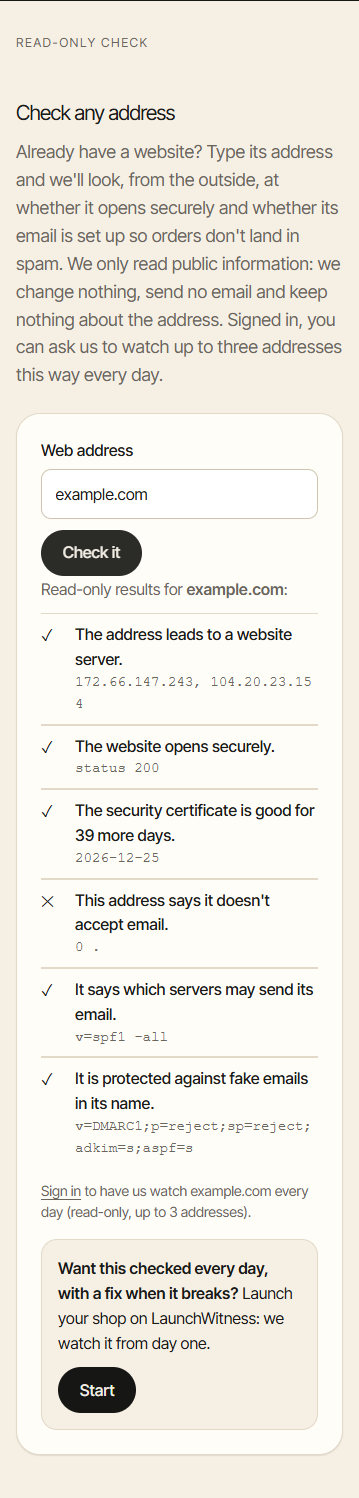 READ-ONLY CHECK
Check any address
Already have a website? Type its address
and we'll look, from the outside, at
whether it opens securely and whether its
email is set up so orders don't land in
spam. We only read public information: we
change nothing, send no email and keep
nothing about the address. Signed in, you
can ask us to watch up to three addresses
this way every day.
Web address
example.com
Check it
Read-only results for example.com:
✓ The address leads to a website
server.
172.66.147.243, 104.20.23.15
4
✓ The website opens securely.
status 200
✓ The security certificate is good for
39 more days.
2026-12-25
✕ This address says it doesn't
accept email.
0 .
✓ It says which servers may send its
email.
v=spf1 -all
✓ It is protected against fake emails
in its name.
v=DMARC1;p=reject;sp=reject;
adkim=s;aspf=s
Sign in to have us watch example.com every
day (read-only, up to 3 addresses).
Want this checked every day,
with a fix when it breaks? Launch
your shop on LaunchWitness: we
watch it from day one.
Start